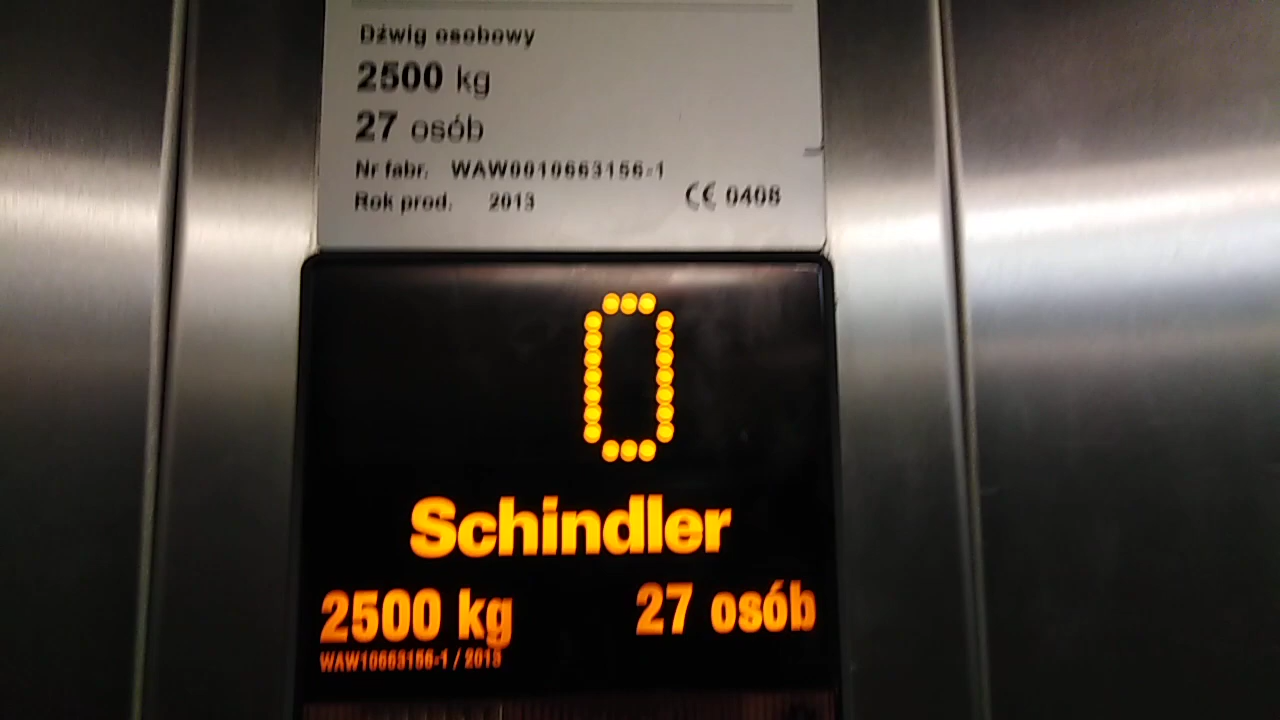 Dźwig osobowy
2500 kg
27 osób
Nr fabr. WAW0010663156-1
Rok prod. 2013 CE 0408
0
Schindler
2500 kg 27 osób
WAW10663156-1 / 2013